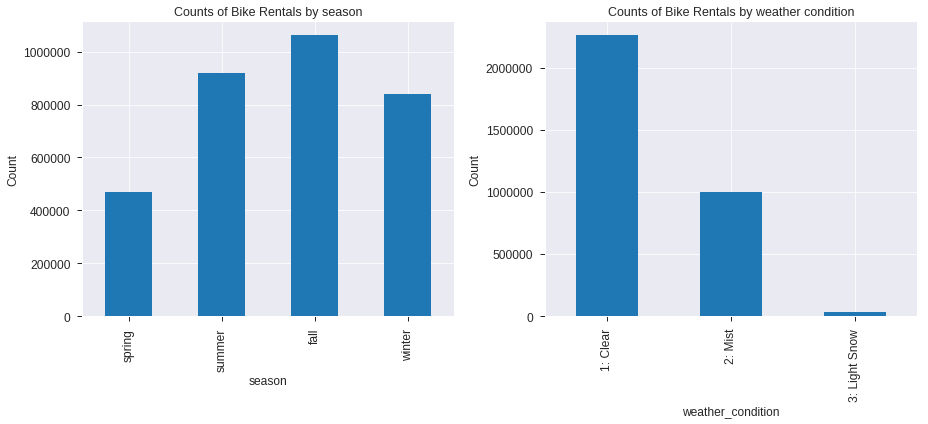 Counts of Bike Rentals by season
Count
1000000
800000
600000
400000
200000
0
spring
summer
fall
winter
season
Counts of Bike Rentals by weather condition
Count
2000000
1500000
1000000
500000
0
1: Clear
2: Mist
3: Light Snow
weather_condition